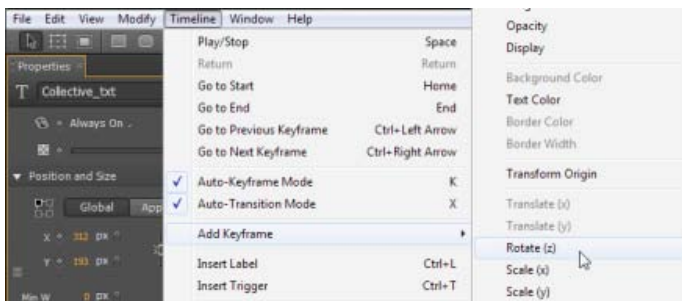 File Edit View Modify Timeline Window Help
Properties
T Collective_txt
Always On
Position and Size
Global App
X 312 px
Y 193 px
Min W 0 px
Play/Stop Space
Return Return
Go to Start Home
Go to End End
Go to Previous Keyframe Ctrl+Left Arrow
Go to Next Keyframe Ctrl+Right Arrow
Auto-Keyframe Mode K
Auto-Transition Mode X
Add Keyframe
Insert Label Ctrl+L
Insert Trigger Ctrl+T
Opacity
Display
Background Color
Text Color
Border Color
Border Width
Transform Origin
Translate (x)
Translate (y)
Rotate (z)
Scale (x)
Scale (y)